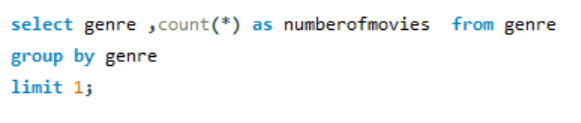 select genre ,count(*) as numberofmovies  from genre
group by genre
limit 1;